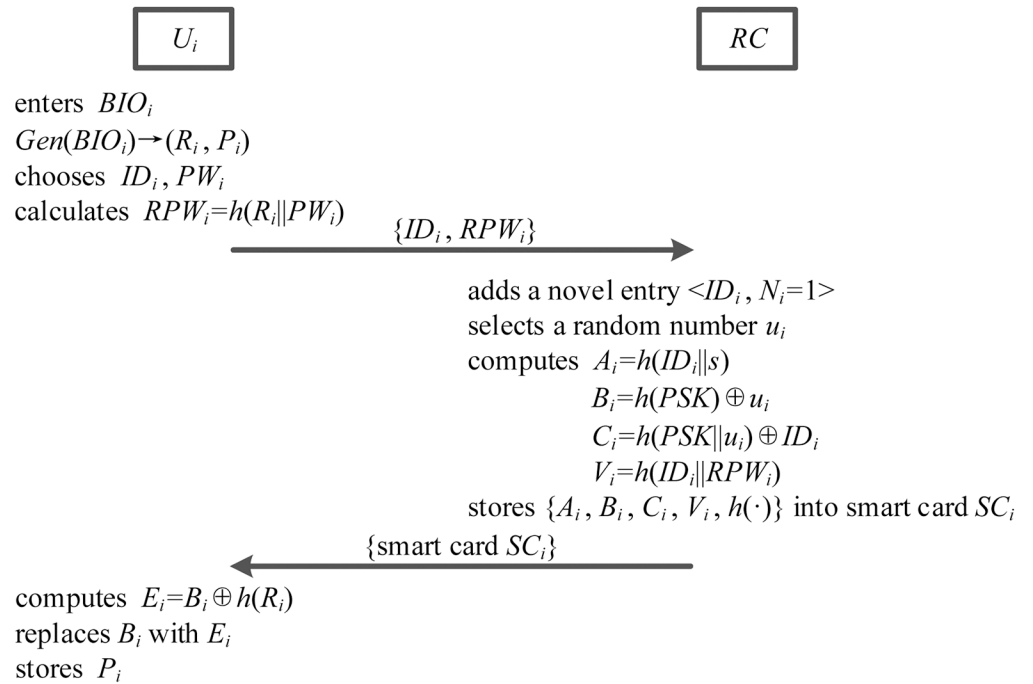 Uᵢ
RC
enters BIOᵢ
Gen(BIOᵢ)→(Rᵢ, Pᵢ)
chooses IDᵢ, PWᵢ
calculates RPWᵢ=h(Rᵢ||PWᵢ)
{IDᵢ, RPWᵢ}
adds a novel entry <IDᵢ, Nᵢ=1>
selects a random number uᵢ
computes Aᵢ=h(IDᵢ||s)
Bᵢ=h(PSK)⊕uᵢ
Cᵢ=h(PSK||uᵢ)⊕IDᵢ
Vᵢ=h(IDᵢ||RPWᵢ)
stores {Aᵢ, Bᵢ, Cᵢ, Vᵢ, h(·)} into smart card SCᵢ
{smart card SCᵢ}
computes Eᵢ=Bᵢ⊕h(Rᵢ)
replaces Bᵢ with Eᵢ
stores Pᵢ